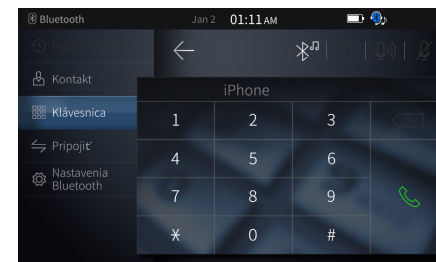 Bluetooth Jan 2 01:11 AM
História
Kontakt
iPhone
Klávesnica
1 2 3
Pripojiť
4 5 6
Nastavenia
Bluetooth
7 8 9
* 0 #